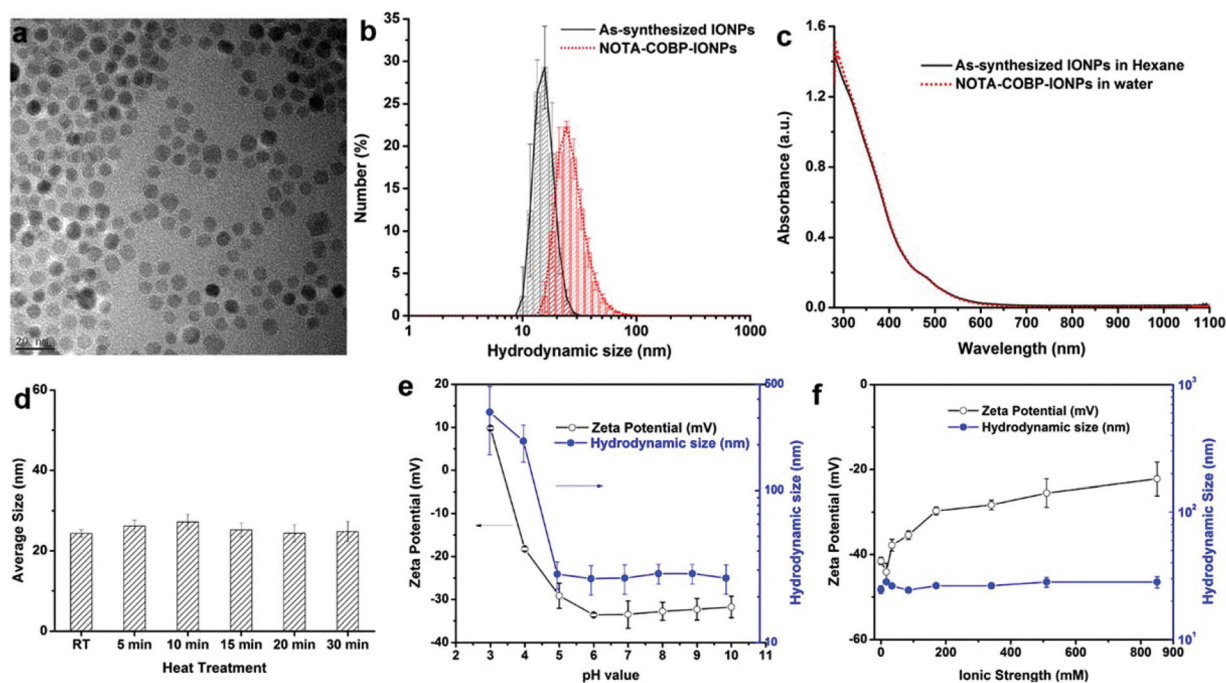 a
20 nm
b
As-synthesized IONPs
NOTA-COBP-IONPs
35
30
25
20
15
10
5
0
Number (%)
1 10 100 1000
Hydrodynamic size (nm)
c
As-synthesized IONPs in Hexane
NOTA-COBP-IONPs in water
1.6
1.2
0.8
0.4
0.0
Absorbance (a.u.)
300 400 500 600 700 800 900 1000 1100
Wavelength (nm)
d
60
40
20
0
Average Size (nm)
RT 5 min 10 min 15 min 20 min 30 min
Heat Treatment
e
Zeta Potential (mV)
Hydrodynamic size (nm)
20
10
0
-10
-20
-30
-40
Zeta Potential (mV)
500
100
10
Hydrodynamic size (nm)
2 3 4 5 6 7 8 9 10 11
pH value
f
Zeta Potential (mV)
Hydrodynamic size (nm)
0
-20
-40
-60
Zeta Potential (mV)
10³
10²
10¹
Hydrodynamic Size (nm)
0 200 400 600 800
Ionic Strength (mM)